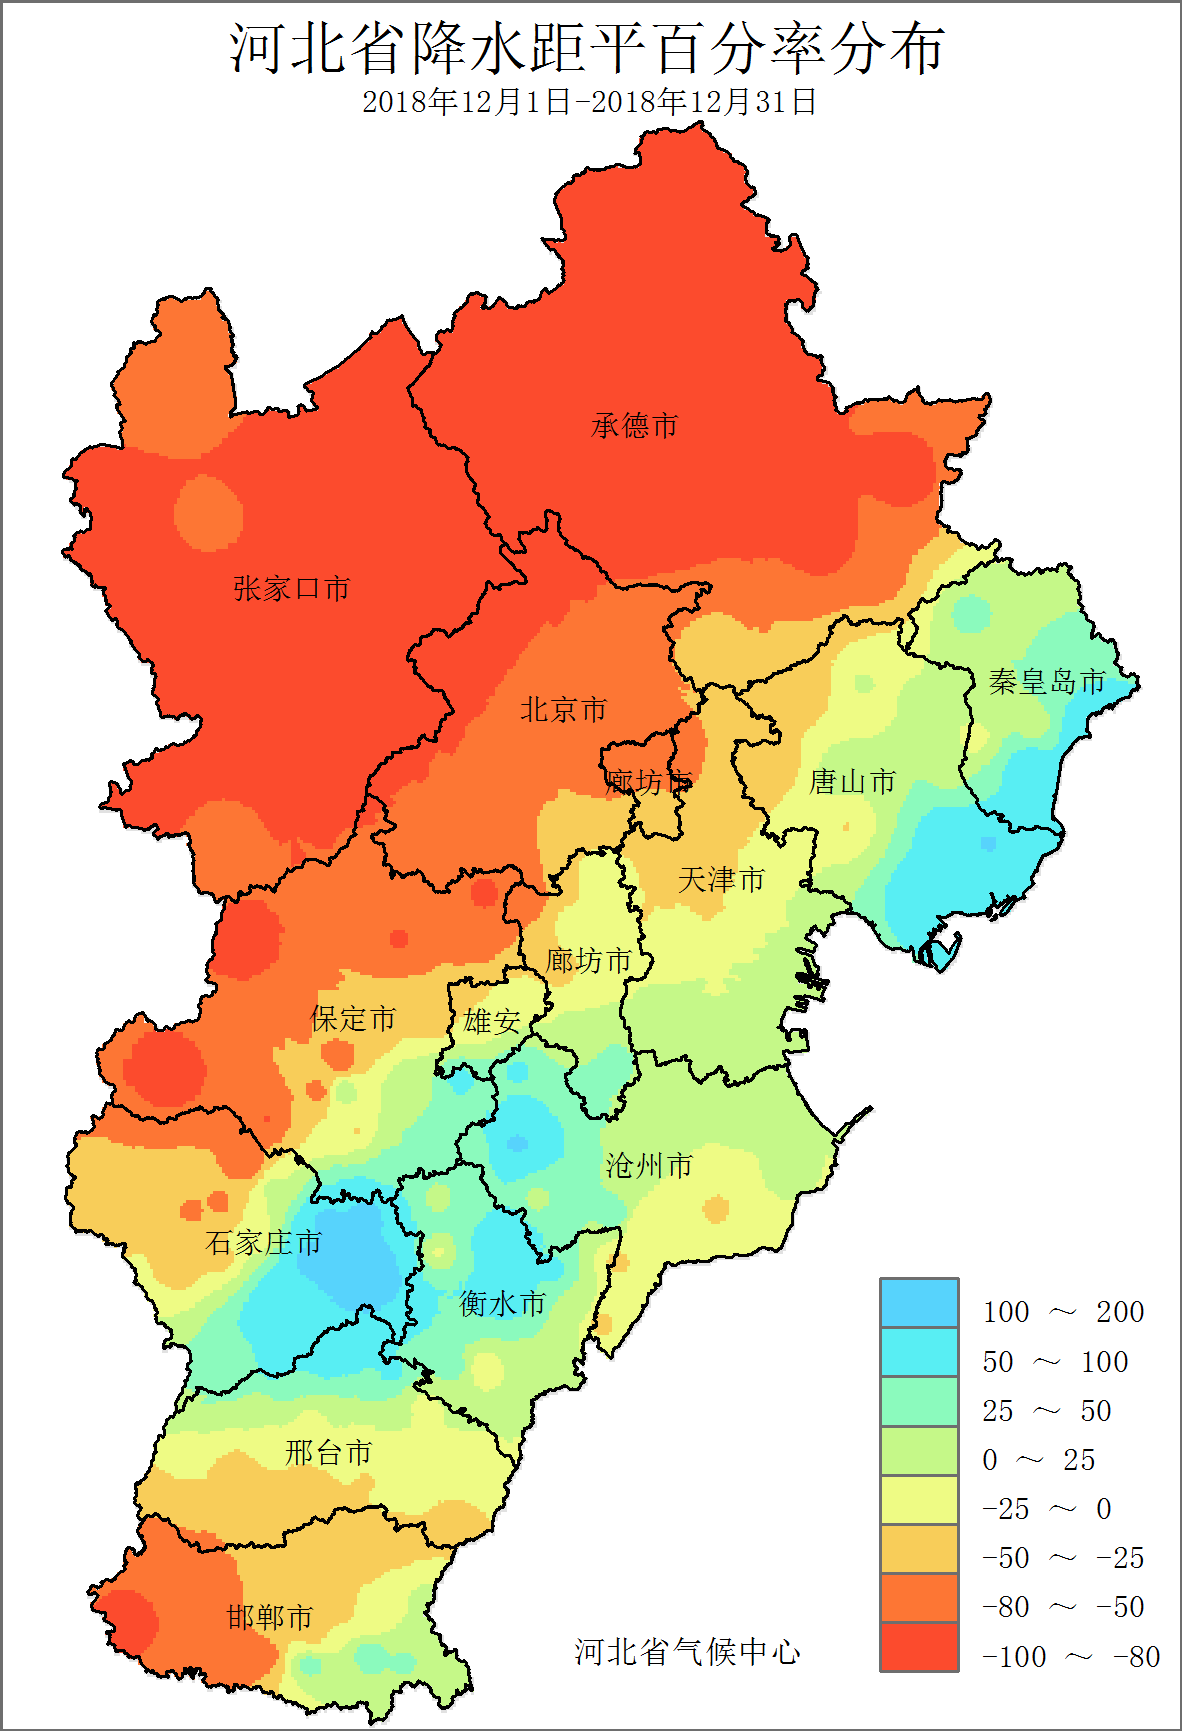 河北省降水距平百分率分布
2018年12月1日-2018年12月31日
承德市
张家口市
秦皇岛市
北京市
廊坊市
唐山市
天津市
廊坊市
保定市
雄安
沧州市
石家庄市
衡水市
邢台市
邯郸市
河北省气候中心
100 ～ 200
50 ～ 100
25 ～ 50
0 ～ 25
-25 ～ 0
-50 ～ -25
-80 ～ -50
-100 ～ -80